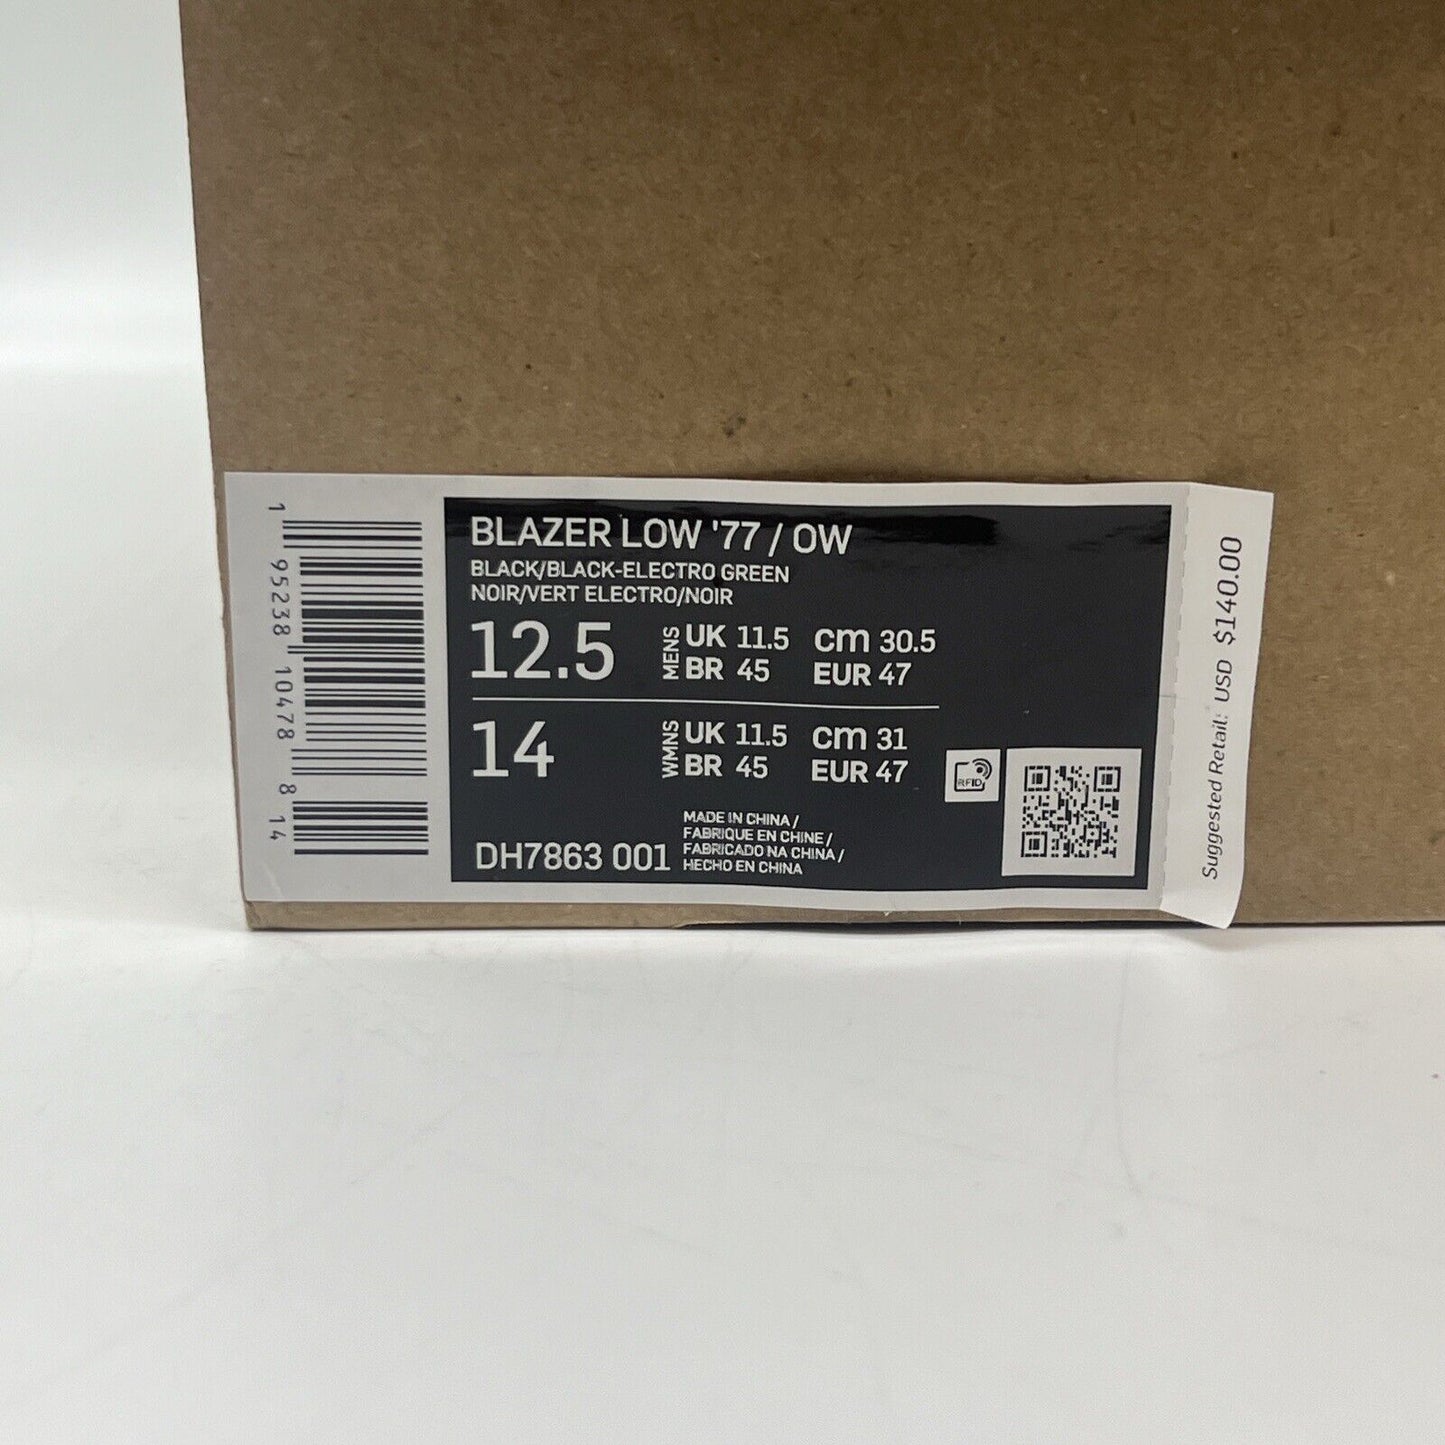 1 95238 10478 8 14
BLAZER LOW '77 / OW
BLACK/BLACK-ELECTRO GREEN
NOIR/VERT ELECTRO/NOIR
12.5 MENS UK 11.5 cm 30.5
BR 45 EUR 47
14 WMNS UK 11.5 cm 31
BR 45 EUR 47
RFID
DH7863 001
MADE IN CHINA /
FABRIQUE EN CHINE /
FABRICADO NA CHINA /
HECHO EN CHINA
Suggested Retail: USD $140.00